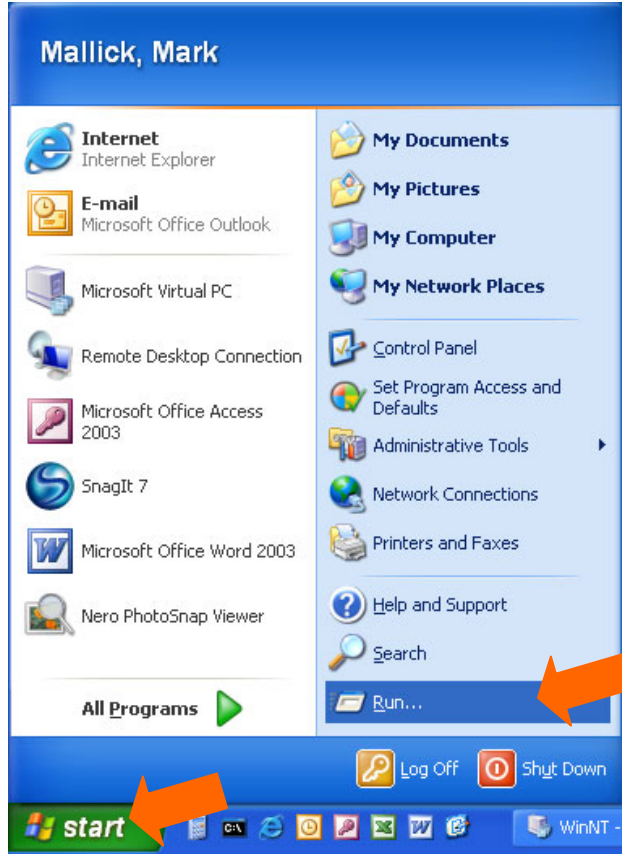 Mallick, Mark
Internet
Internet Explorer
E-mail
Microsoft Office Outlook
Microsoft Virtual PC
Remote Desktop Connection
Microsoft Office Access
2003
SnagIt 7
Microsoft Office Word 2003
Nero PhotoSnap Viewer
All Programs
My Documents
My Pictures
My Computer
My Network Places
Control Panel
Set Program Access and
Defaults
Administrative Tools
Network Connections
Printers and Faxes
Help and Support
Search
Run...
Log Off
Shut Down
start
WinNT -